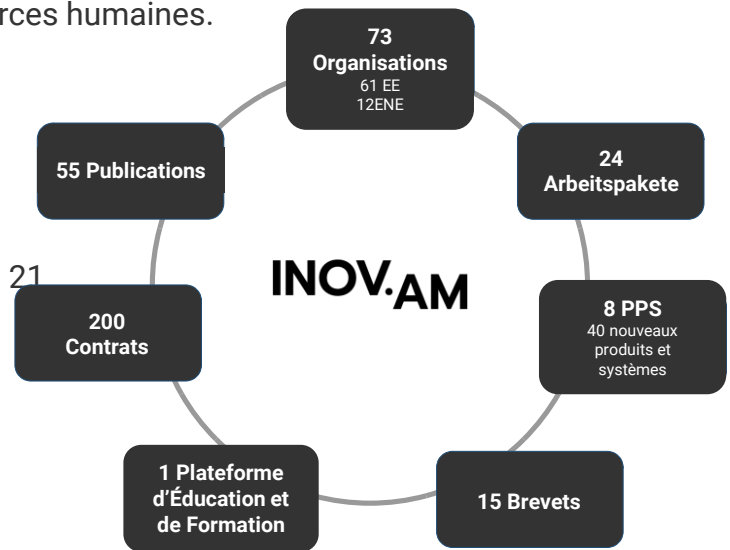 rces humaines.
73
Organisations
61 EE
12ENE
55 Publications
24
Arbeitspakete
21
INOV.AM
200
Contrats
8 PPS
40 nouveaux
produits et
systèmes
1 Plateforme
d'Éducation et
de Formation
15 Brevets